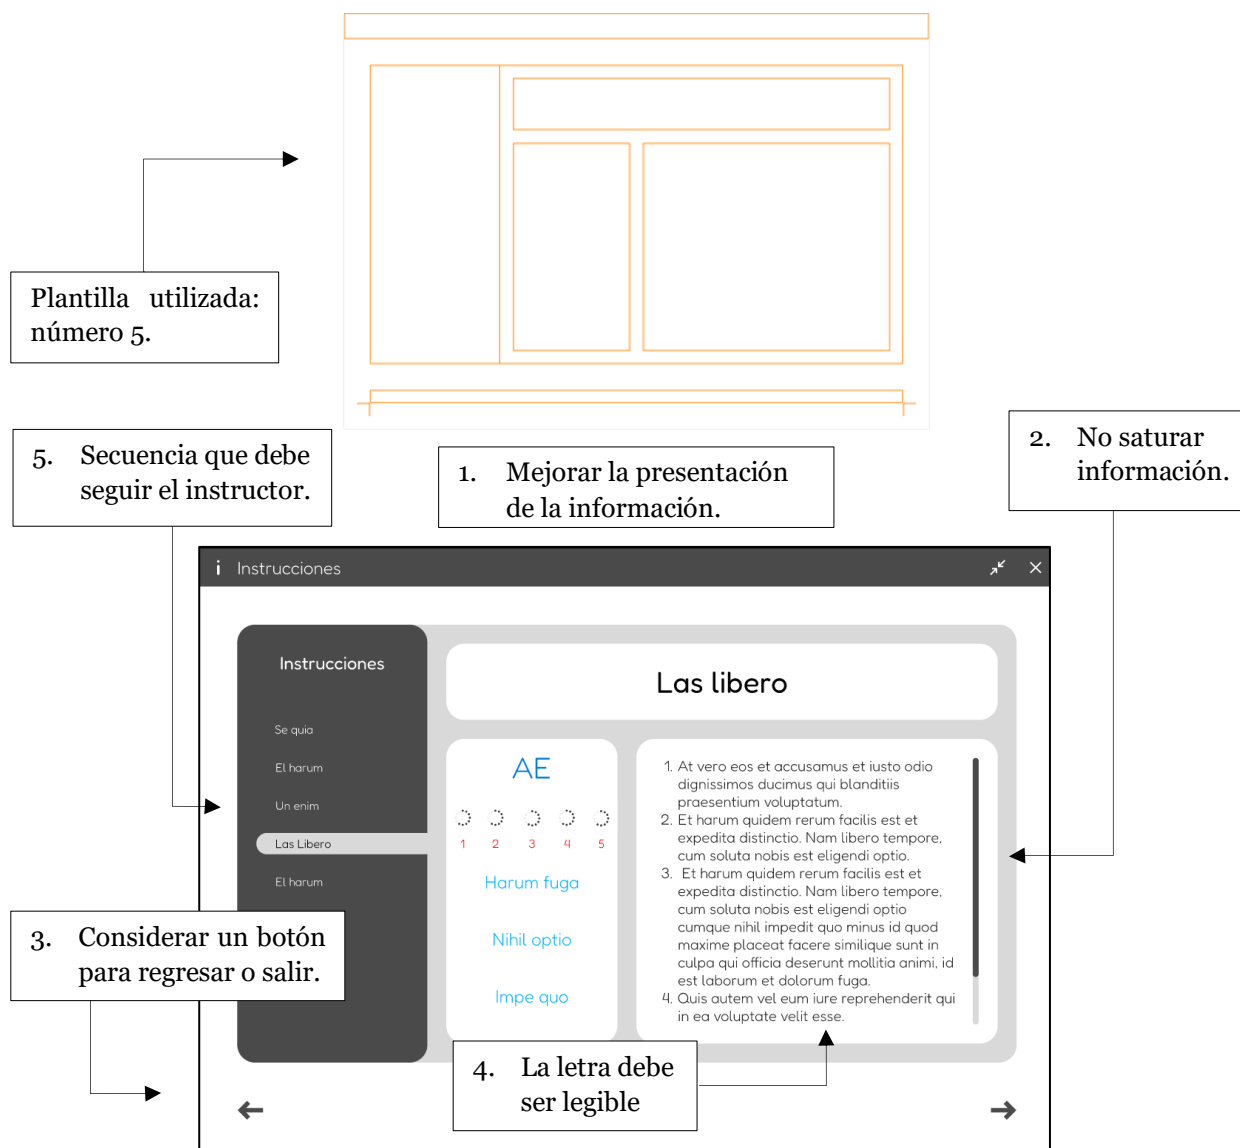 Plantilla utilizada:
número 5.
5. Secuencia que debe
seguir el instructor.
1. Mejorar la presentación
de la información.
2. No saturar
información.
i Instrucciones
Instrucciones
Se quia
El harum
Un enim
Las Libero
El harum
Las libero
AE
1 2 3 4 5
Harum fuga
Nihil optio
Impe quo
1. At vero eos et accusamus et iusto odio
dignissimos ducimus qui blanditiis
praesentium voluptatum.
2. Et harum quidem rerum facilis est et
expedita distinctio. Nam libero tempore,
cum soluta nobis est eligendi optio.
3. Et harum quidem rerum facilis est et
expedita distinctio. Nam libero tempore,
cum soluta nobis est eligendi optio
cumque nihil impedit quo minus id quod
maxime placeat facere similique sunt in
culpa qui officia deserunt mollitia animi, id
est laborum et dolorum fuga.
4. Quis autem vel eum iure reprehenderit qui
in ea voluptate velit esse.
3. Considerar un botón
para regresar o salir.
4. La letra debe
ser legible